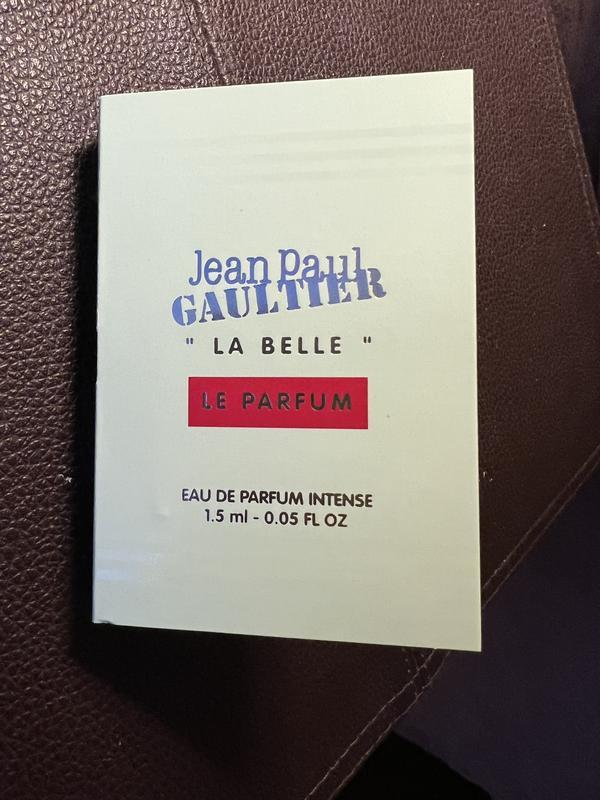 Jean Paul
GAULTIER
" LA BELLE "
LE PARFUM
EAU DE PARFUM INTENSE
1.5 ml - 0.05 FL OZ